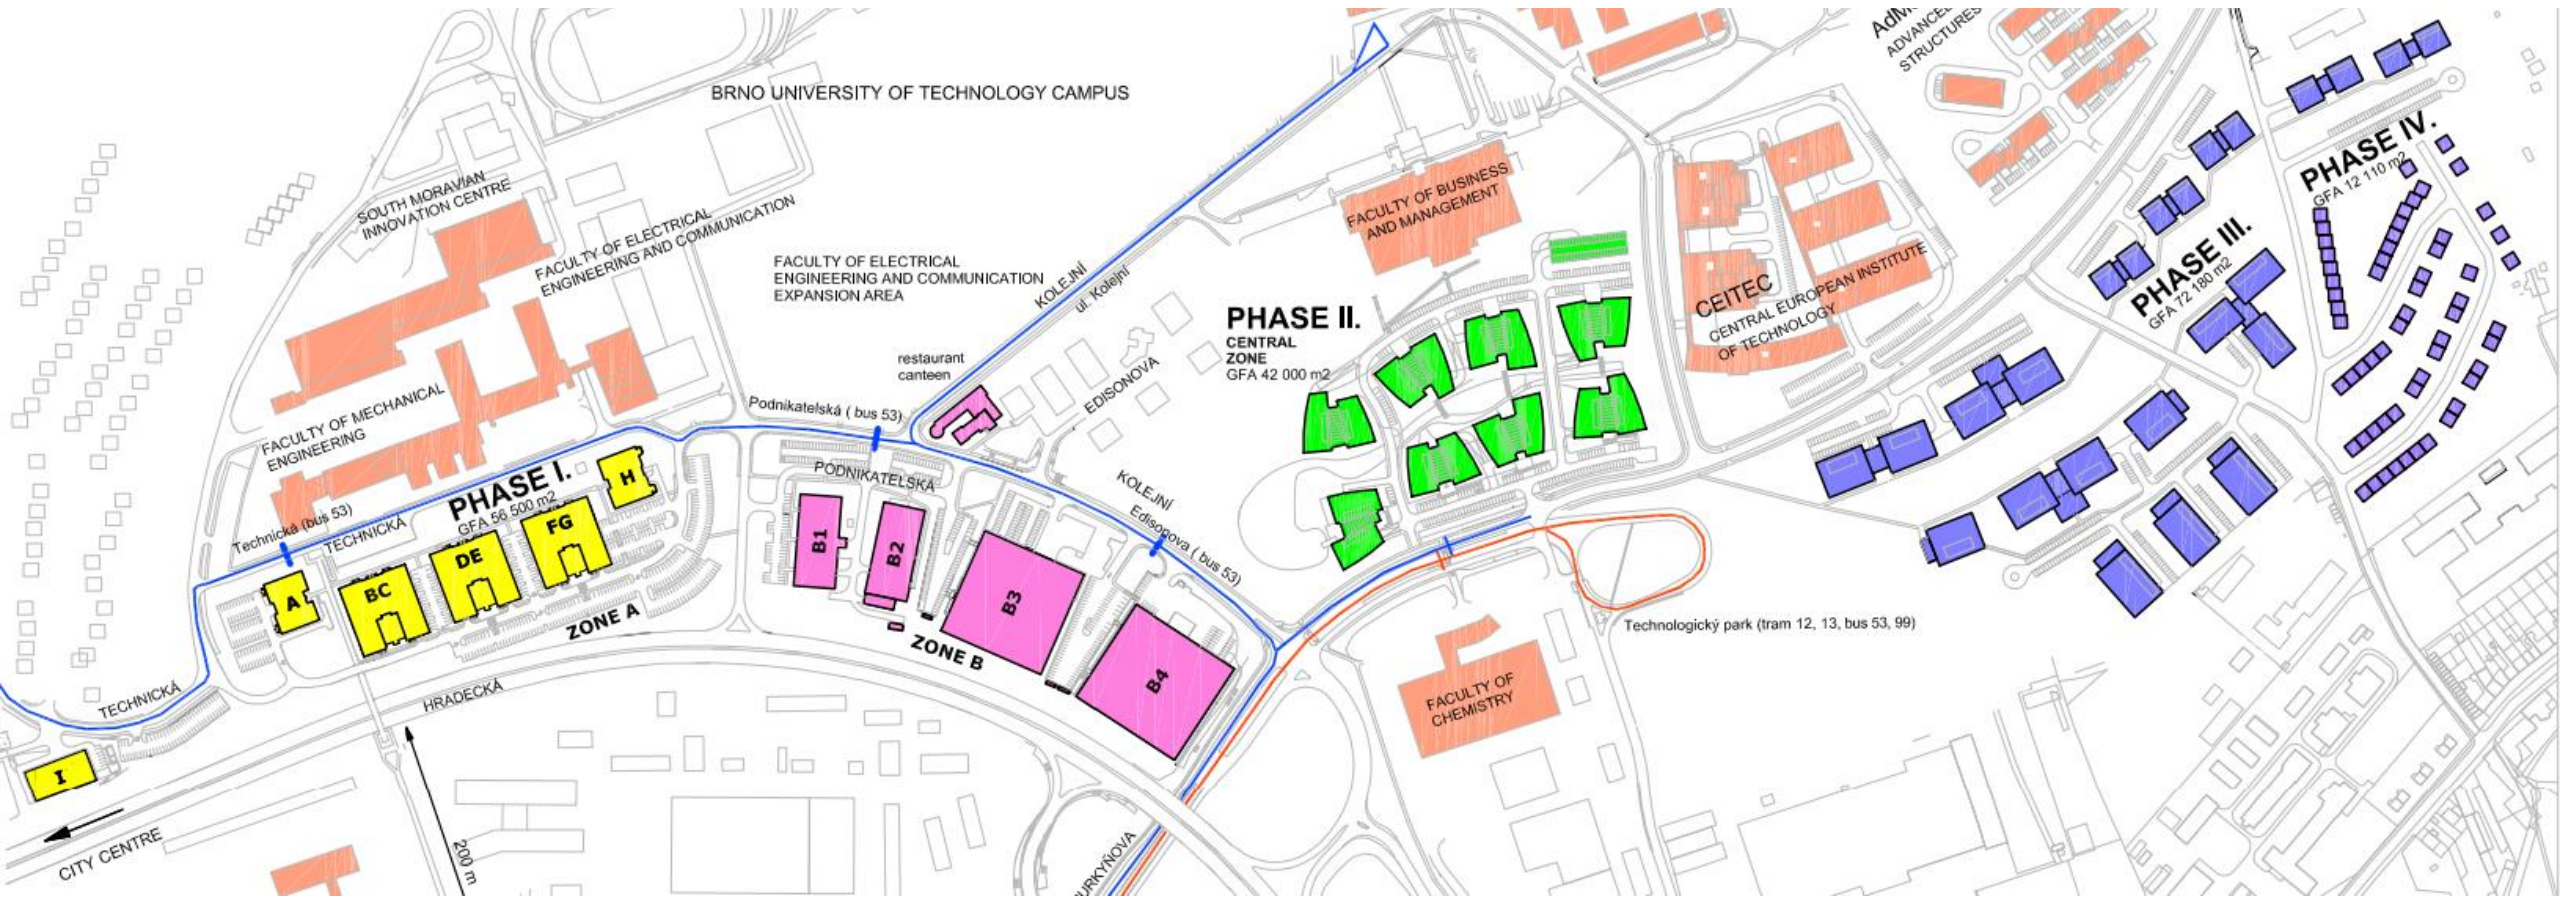 BRNO UNIVERSITY OF TECHNOLOGY CAMPUS
ADVANCED
STRUCTURES
PHASE IV.
GFA 12 110 m2
SOUTH MORAVIAN
INNOVATION CENTRE
FACULTY OF ELECTRICAL
ENGINEERING AND COMMUNICATION
FACULTY OF ELECTRICAL
ENGINEERING AND COMMUNICATION
EXPANSION AREA
KOLEJNÍ
ul. Kolejní
FACULTY OF BUSINESS
AND MANAGEMENT
PHASE III.
GFA 72 180 m2
CEITEC
CENTRAL EUROPEAN INSTITUTE
OF TECHNOLOGY
PHASE II.
CENTRAL
ZONE
GFA 42 000 m2
restaurant
canteen
EDISONOVA
Podnikatelská ( bus 53)
FACULTY OF MECHANICAL
ENGINEERING
PHASE I.
GFA 56 500 m2
PODNIKATELSKÁ
KOLEJNÍ
Edisonova ( bus 53)
Technická (bus 53)
TECHNICKÁ
A
BC
DE
FG
H
I
B1
B2
B3
B4
ZONE A
ZONE B
Technologický park (tram 12, 13, bus 53, 99)
FACULTY OF
CHEMISTRY
TECHNICKÁ
HRADECKÁ
CITY CENTRE
200 m
URKYŇOVA